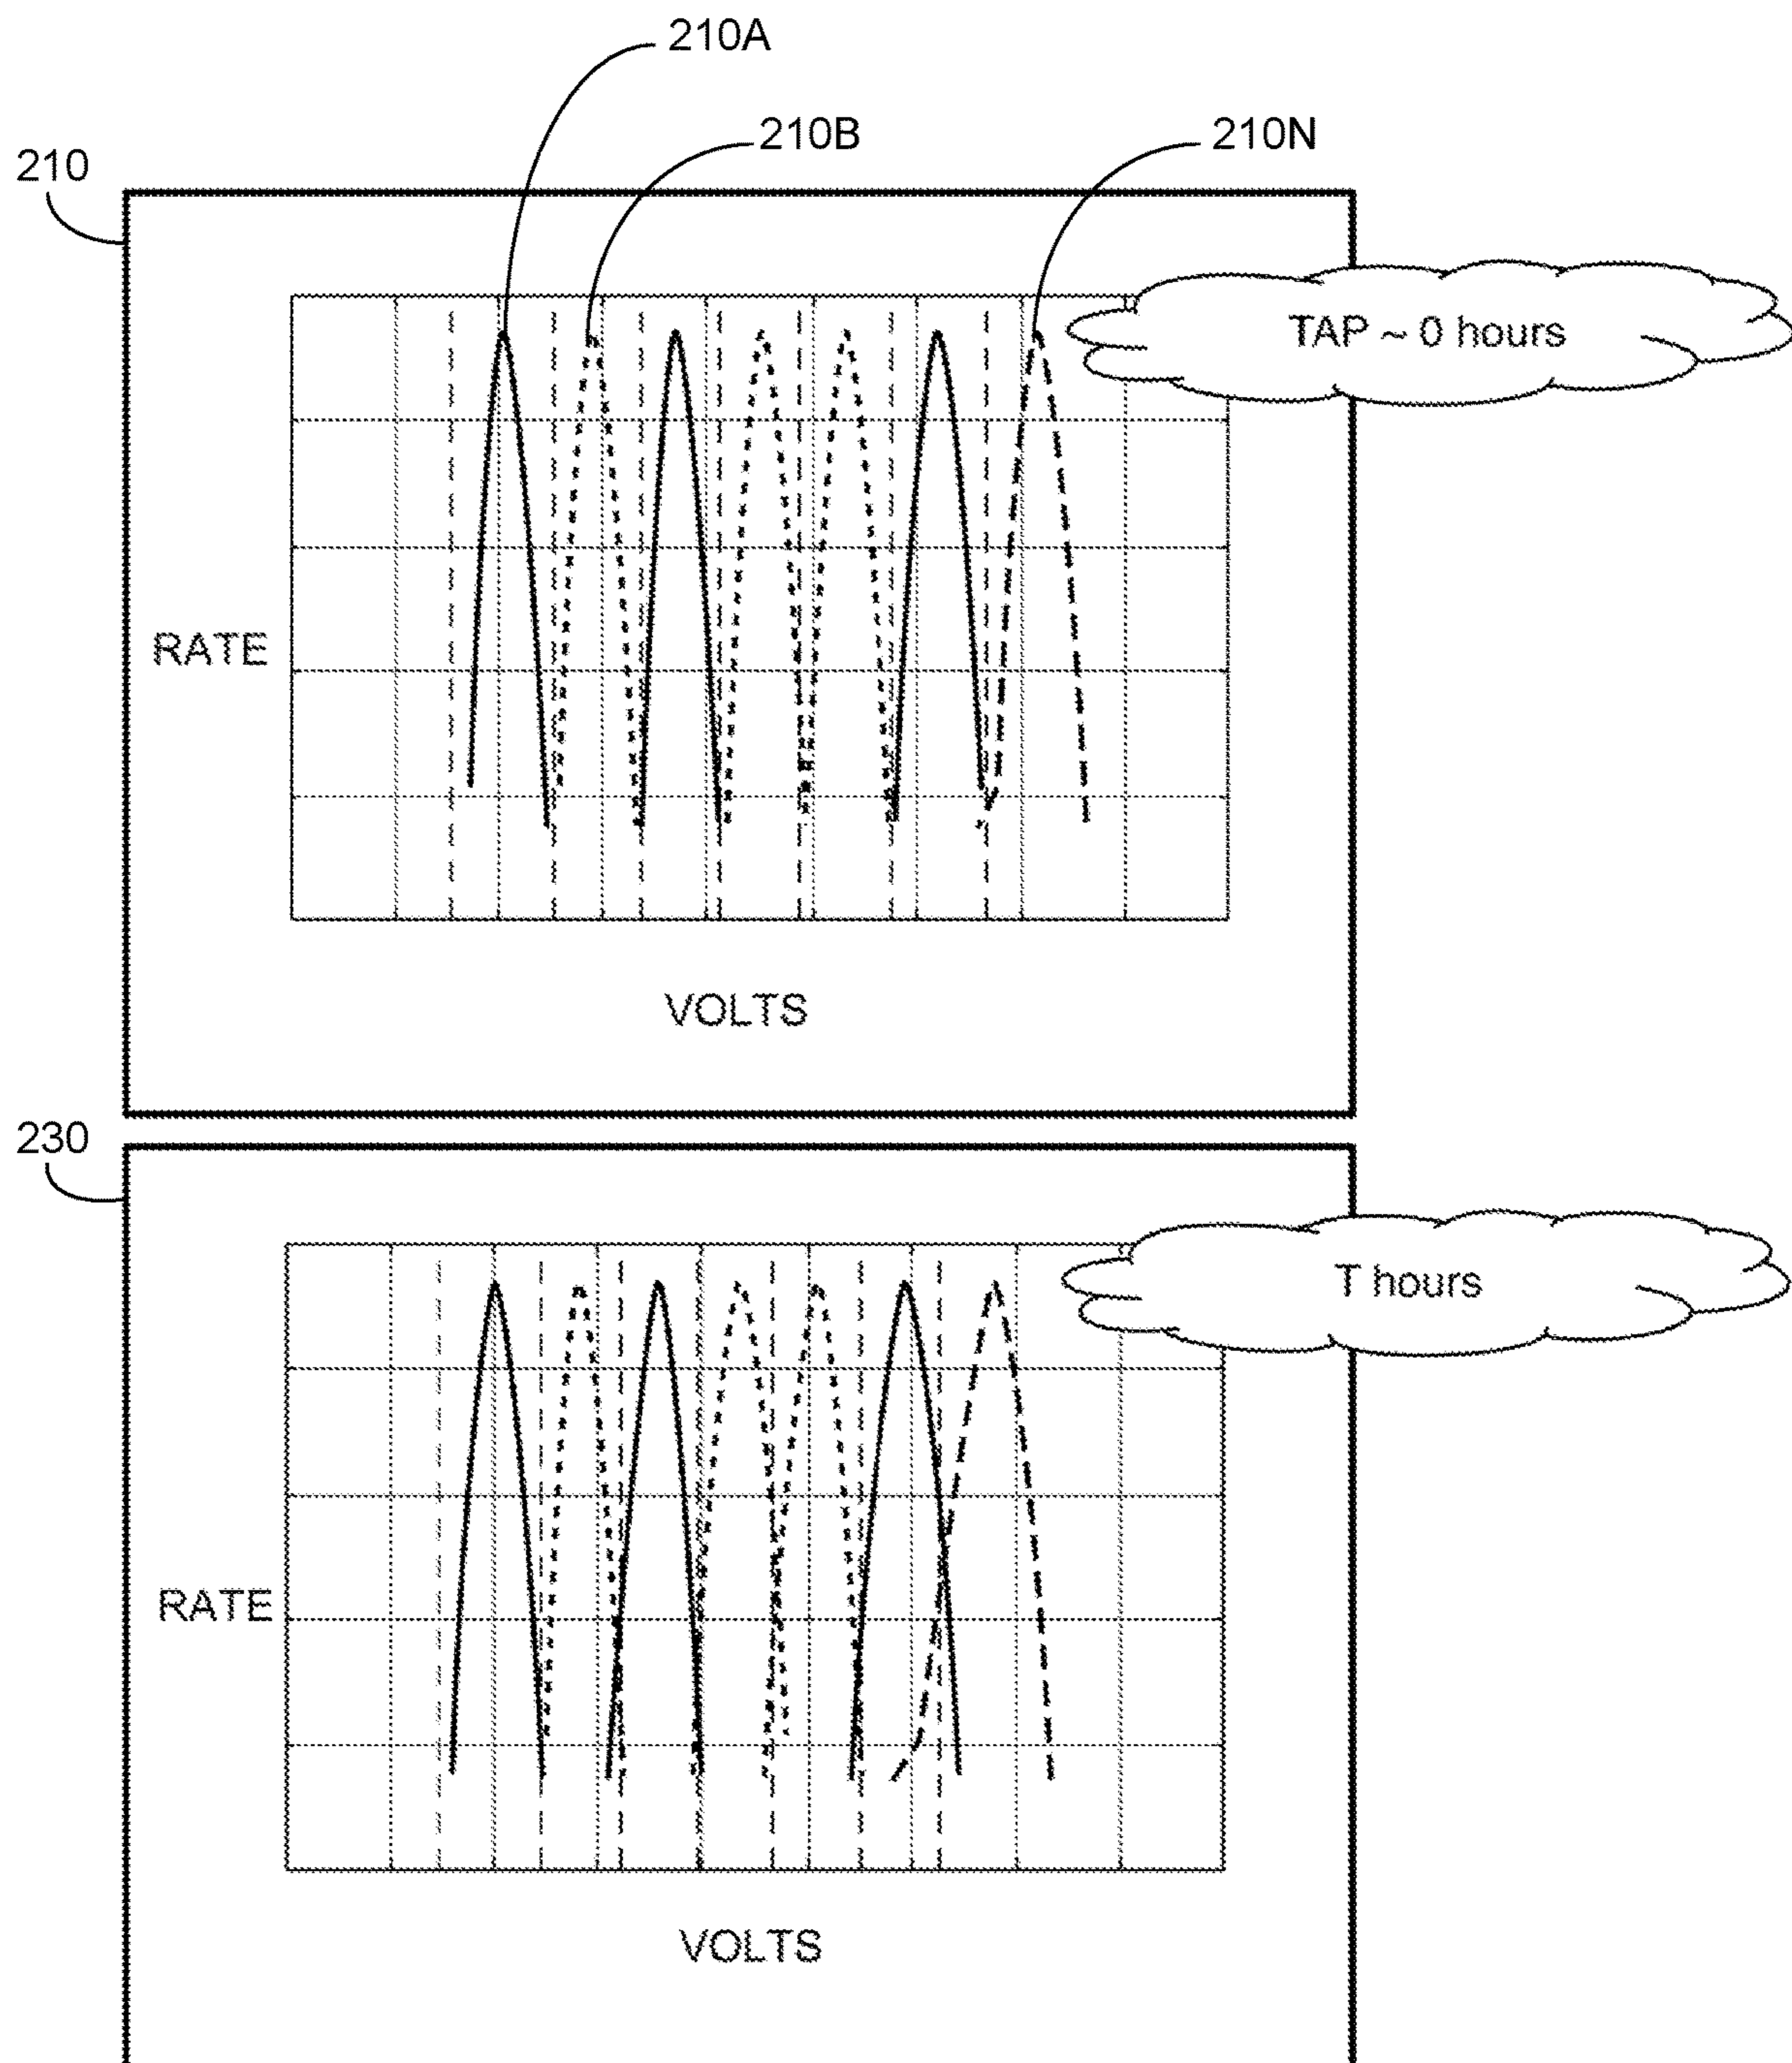 210A
210B
210N
210
TAP ~ 0 hours
RATE
VOLTS
230
T hours
RATE
VOLTS